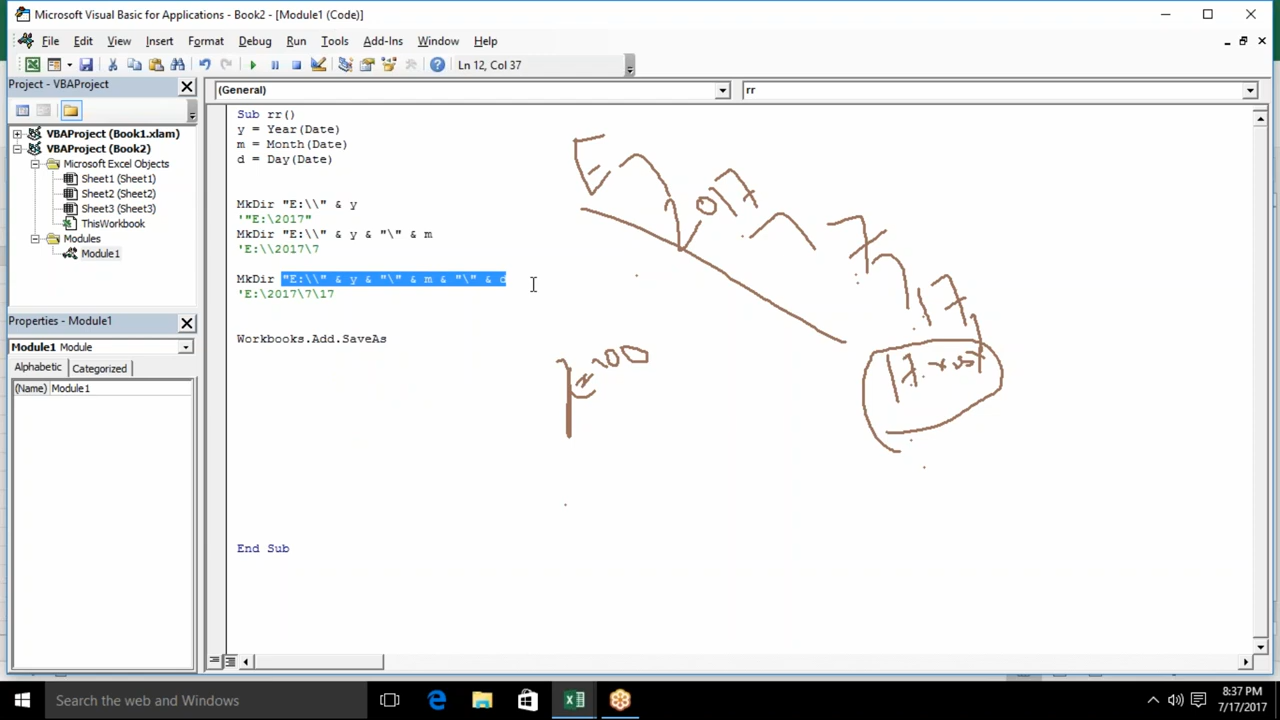 Microsoft Visual Basic for Applications - Book2 - [Module1 (Code)]
File Edit View Insert Format Debug Run Tools Add-Ins Window Help
Ln 12, Col 37
Project - VBAProject
(General) rr
VBAProject (Book1.xlam)
VBAProject (Book2)
Microsoft Excel Objects
Sheet1 (Sheet1)
Sheet2 (Sheet2)
Sheet3 (Sheet3)
ThisWorkbook
Modules
Module1
Properties - Module1
Module1 Module
Alphabetic Categorized
(Name) Module1
Sub rr()
y = Year(Date)
m = Month(Date)
d = Day(Date)
MkDir "E:\\" & y
'"E:\2017"
MkDir "E:\\" & y & "\" & m
'E:\\2017\7
MkDir "E:\\" & y & "\" & m & "\" & d
'E:\2017\7\17
Workbooks.Add.SaveAs
End Sub
E
017
7
17
Search the web and Windows
8:37 PM
7/17/2017